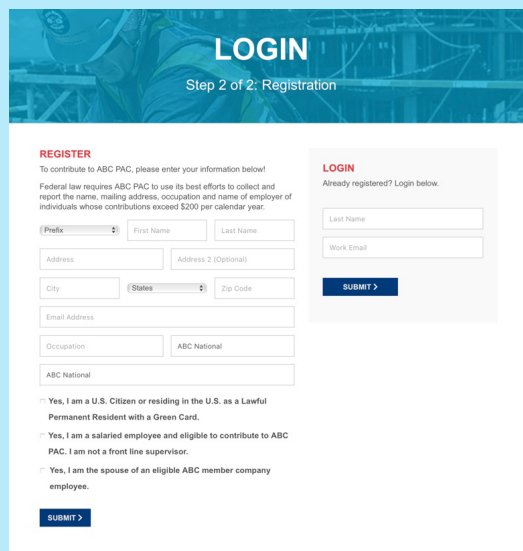 LOGIN
Step 2 of 2: Registration
REGISTER
To contribute to ABC PAC, please enter your information below!
Federal law requires ABC PAC to use its best efforts to collect and
report the name, mailing address, occupation and name of employer of
individuals whose contributions exceed $200 per calendar year.
Prefix
First Name
Last Name
Address
Address 2 (Optional)
City
States
Zip Code
Email Address
Occupation
ABC National
ABC National
Yes, I am a U.S. Citizen or residing in the U.S. as a Lawful
Permanent Resident with a Green Card.
Yes, I am a salaried employee and eligible to contribute to ABC
PAC. I am not a front line supervisor.
Yes, I am the spouse of an eligible ABC member company
employee.
SUBMIT >
LOGIN
Already registered? Login below.
Last Name
Work Email
SUBMIT >